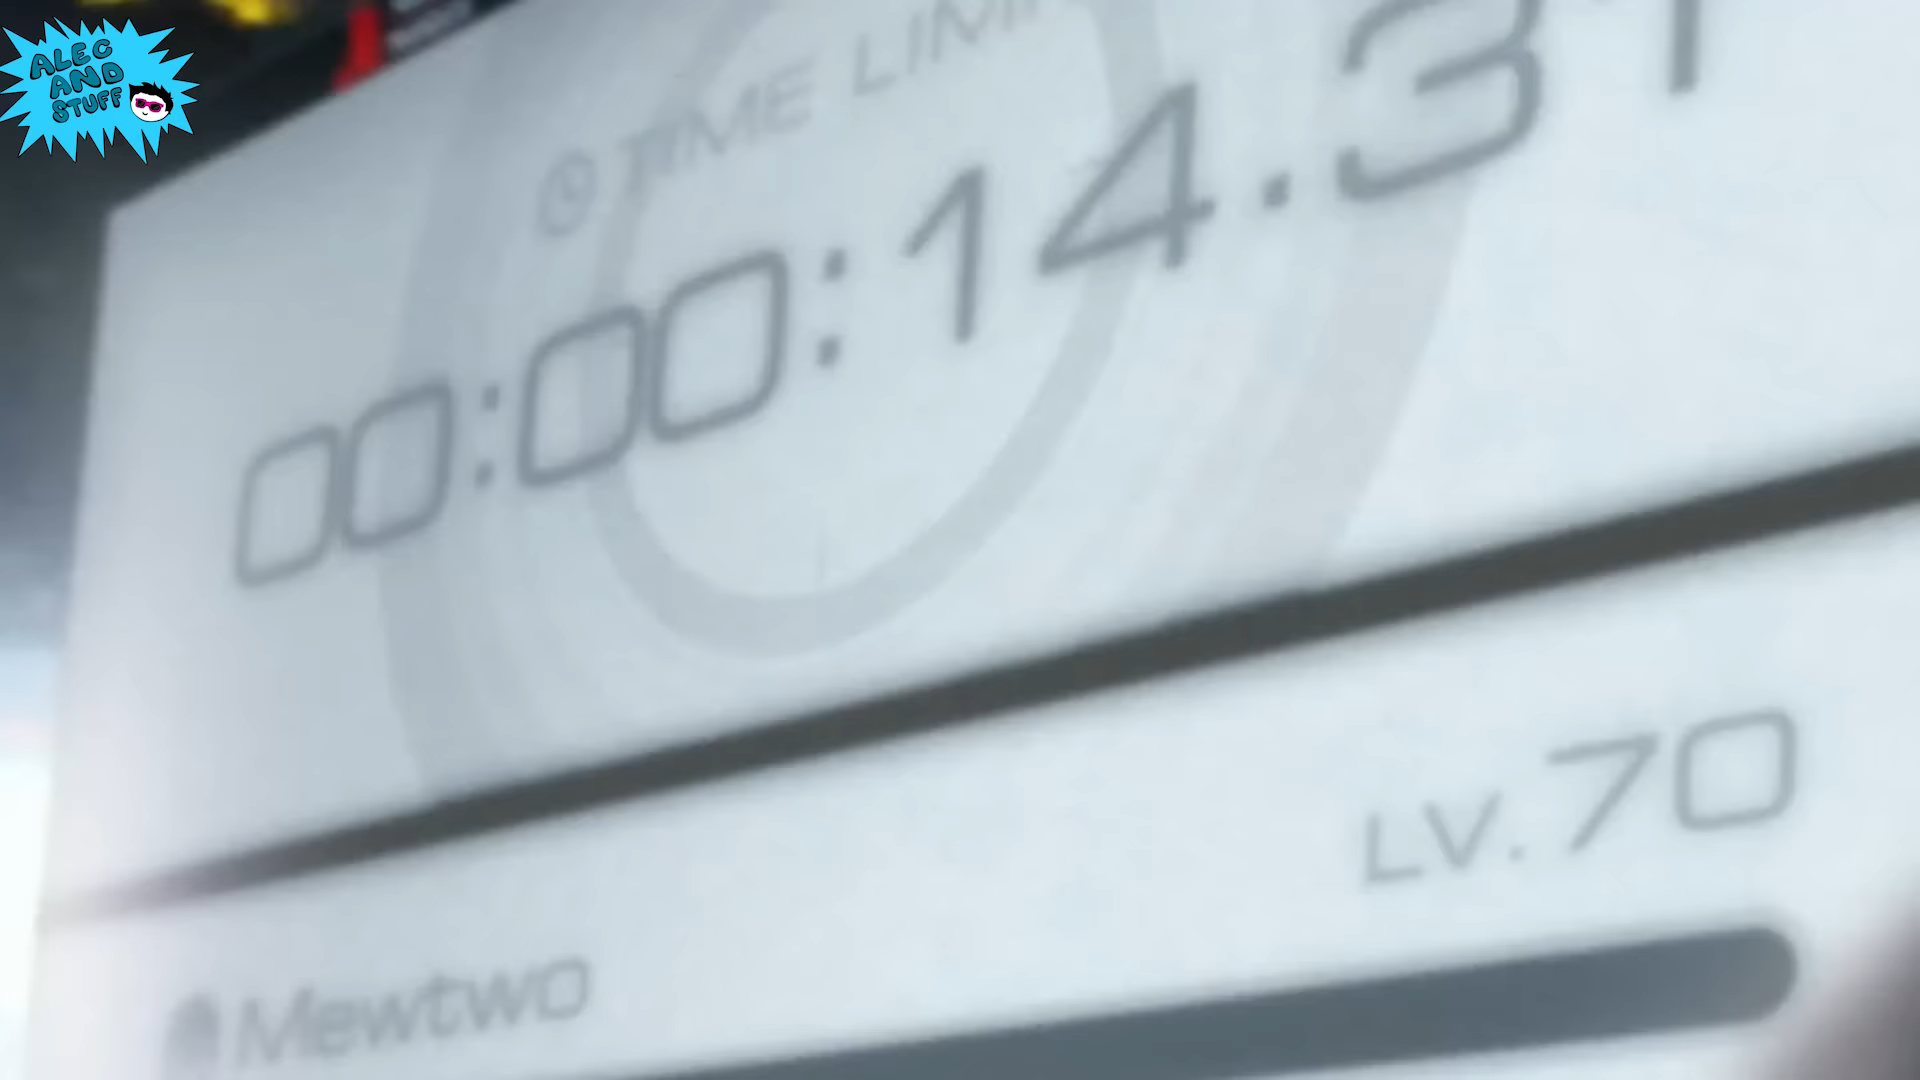 ALEC
AND
STUFF
TIME LIMI
00:00:14.31
LV.70
Mewtwo